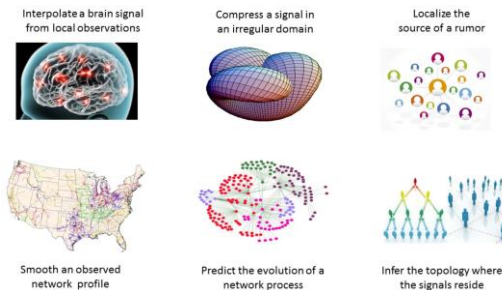 Interpolate a brain signal
from local observations
Compress a signal in
an irregular domain
Localize the
source of a rumor
Smooth an observed
network profile
Predict the evolution of a
network process
Infer the topology where
the signals reside